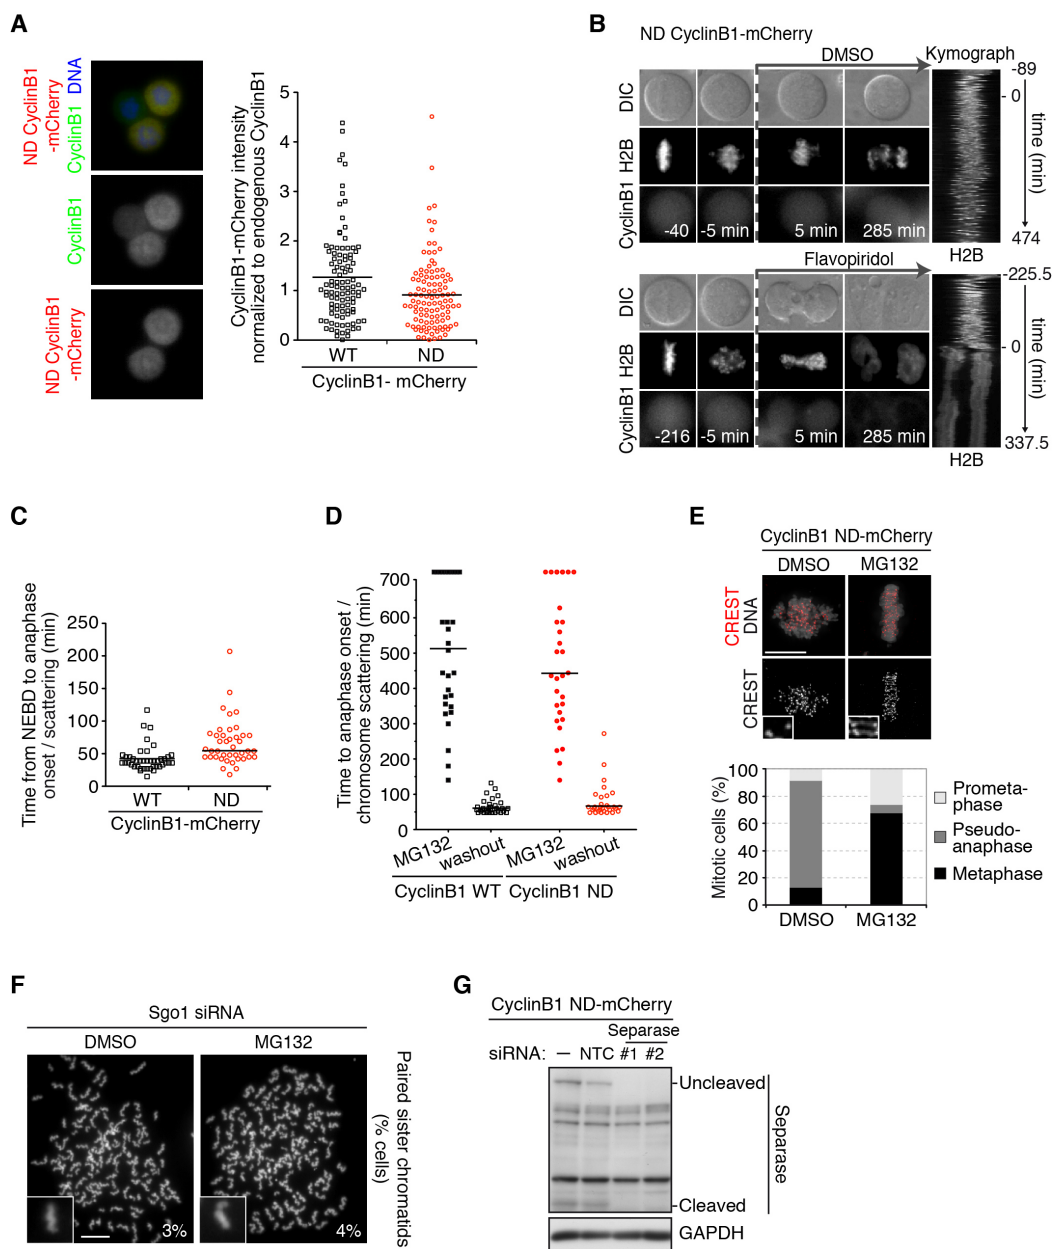 A
ND CyclinB1
-mCherry
CyclinB1 DNA
CyclinB1
ND CyclinB1
-mCherry
CyclinB1-mCherry intensity
normalized to endogenous CyclinB1
5
4
3
2
1
0
WT
ND
CyclinB1- mCherry
B
ND CyclinB1-mCherry
DMSO
Kymograph
DIC
H2B
CyclinB1
-40
-5 min
5 min
285 min
-89
- 0
time (min)
474
H2B
Flavopiridol
DIC
H2B
CyclinB1
-216
-5 min
5 min
285 min
-225.5
- 0
time (min)
337.5
H2B
C
Time from NEBD to anaphase
onset / scattering (min)
250
200
150
100
50
0
WT
ND
CyclinB1-mCherry
D
Time to anaphase onset /
chromosome scattering (min)
700
600
500
400
300
200
100
0
MG132
washout
MG132
washout
CyclinB1 WT
CyclinB1 ND
E
CyclinB1 ND-mCherry
DMSO
MG132
CREST
DNA
CREST
Mitotic cells (%)
100
80
60
40
20
0
DMSO
MG132
Prometa-
phase
Pseudo-
anaphase
Metaphase
F
Sgo1 siRNA
DMSO
MG132
3%
4%
Paired sister chromatids
(% cells)
G
CyclinB1 ND-mCherry
Separase
siRNA: — NTC #1 #2
-Uncleaved
-Cleaved
Separase
GAPDH